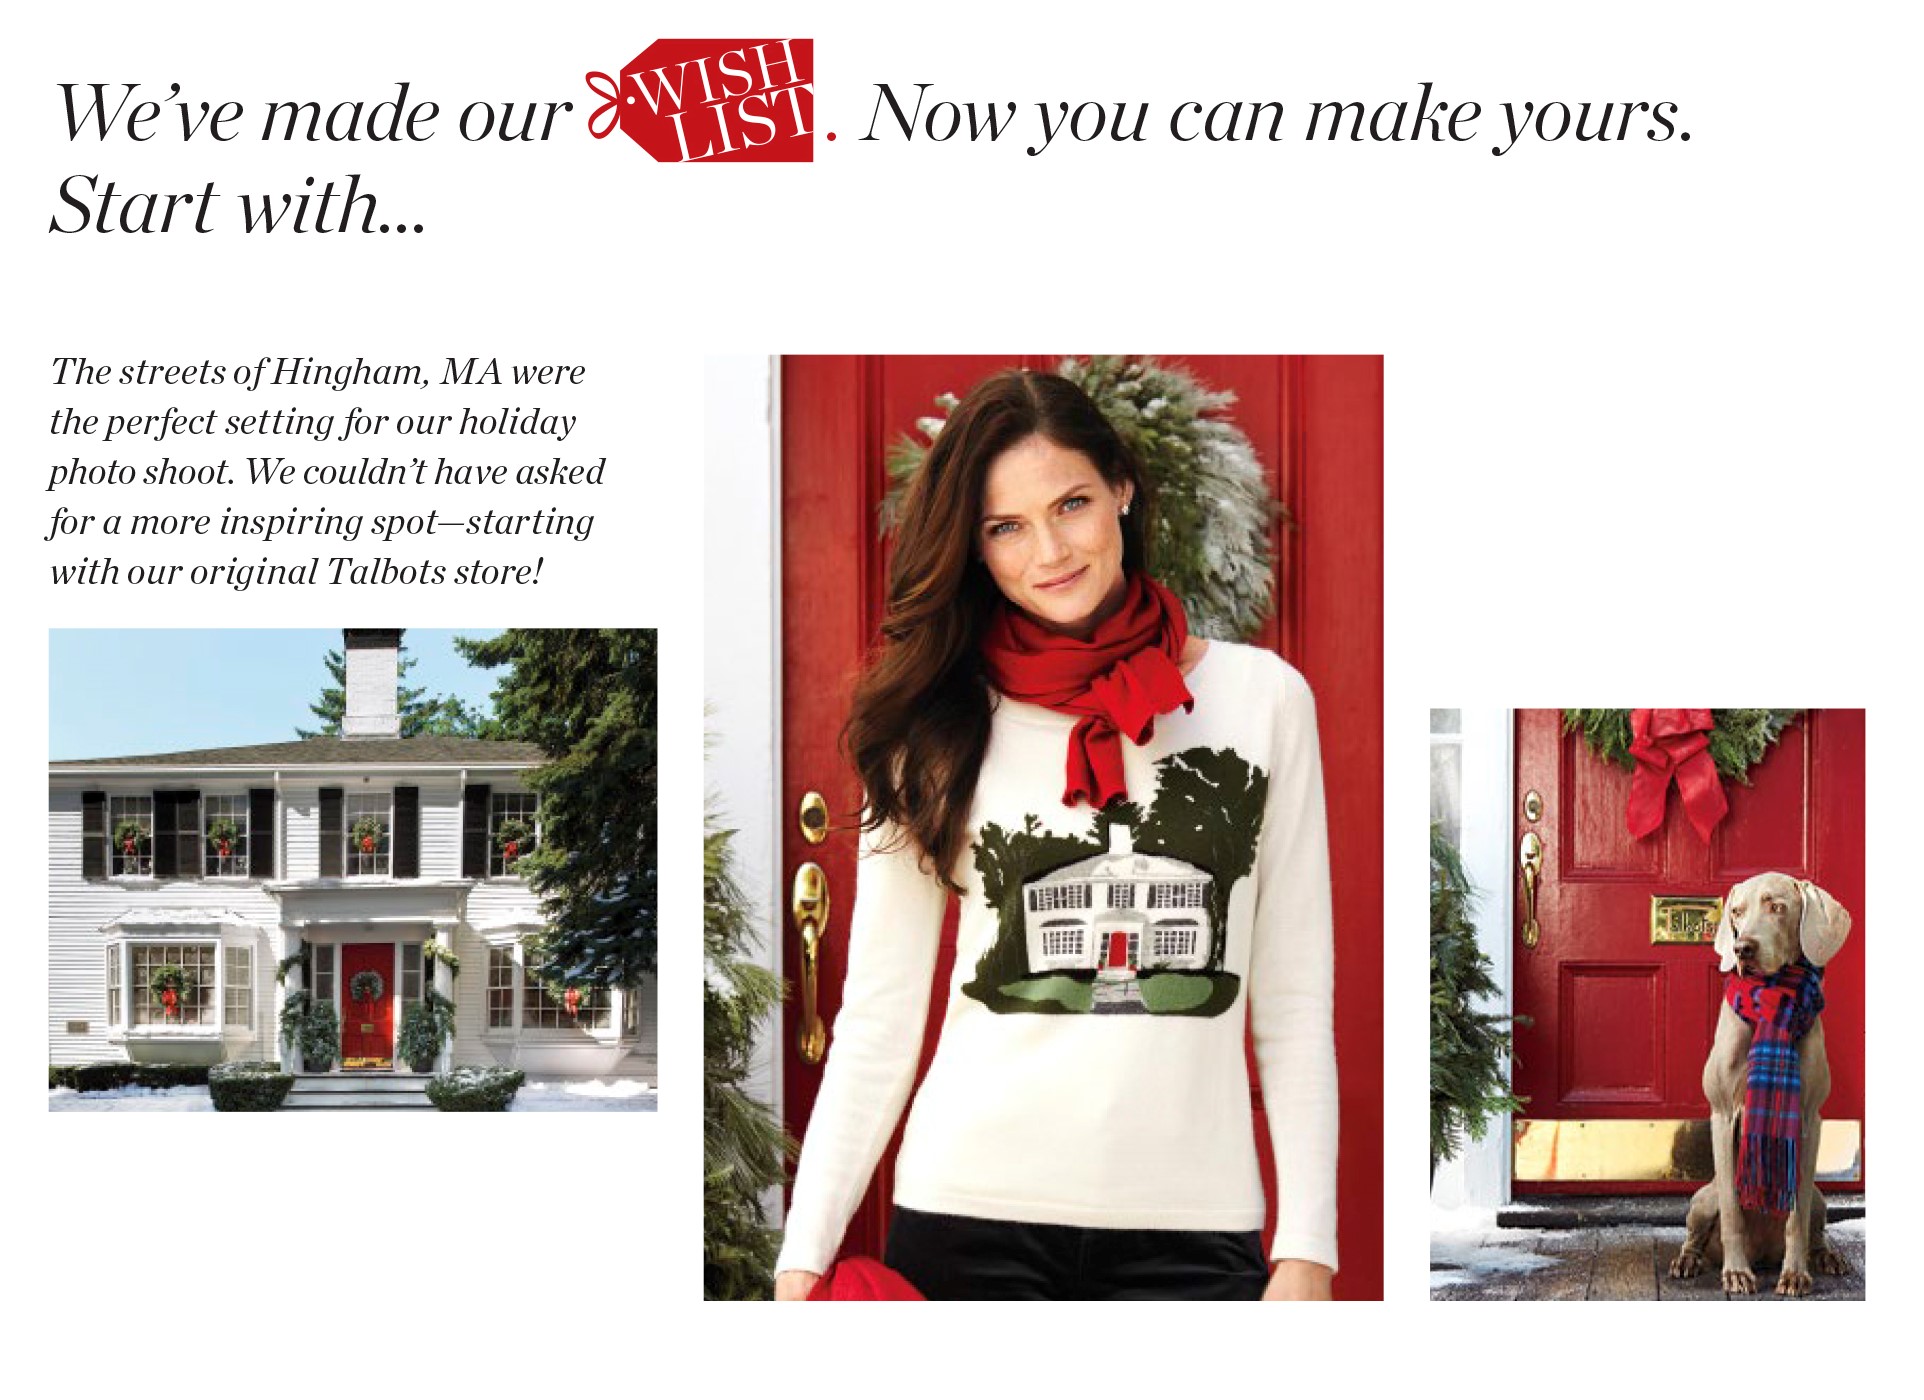 We've made our WISH LIST. Now you can make yours.
Start with...
The streets of Hingham, MA were
the perfect setting for our holiday
photo shoot. We couldn't have asked
for a more inspiring spot—starting
with our original Talbots store!
Talbots